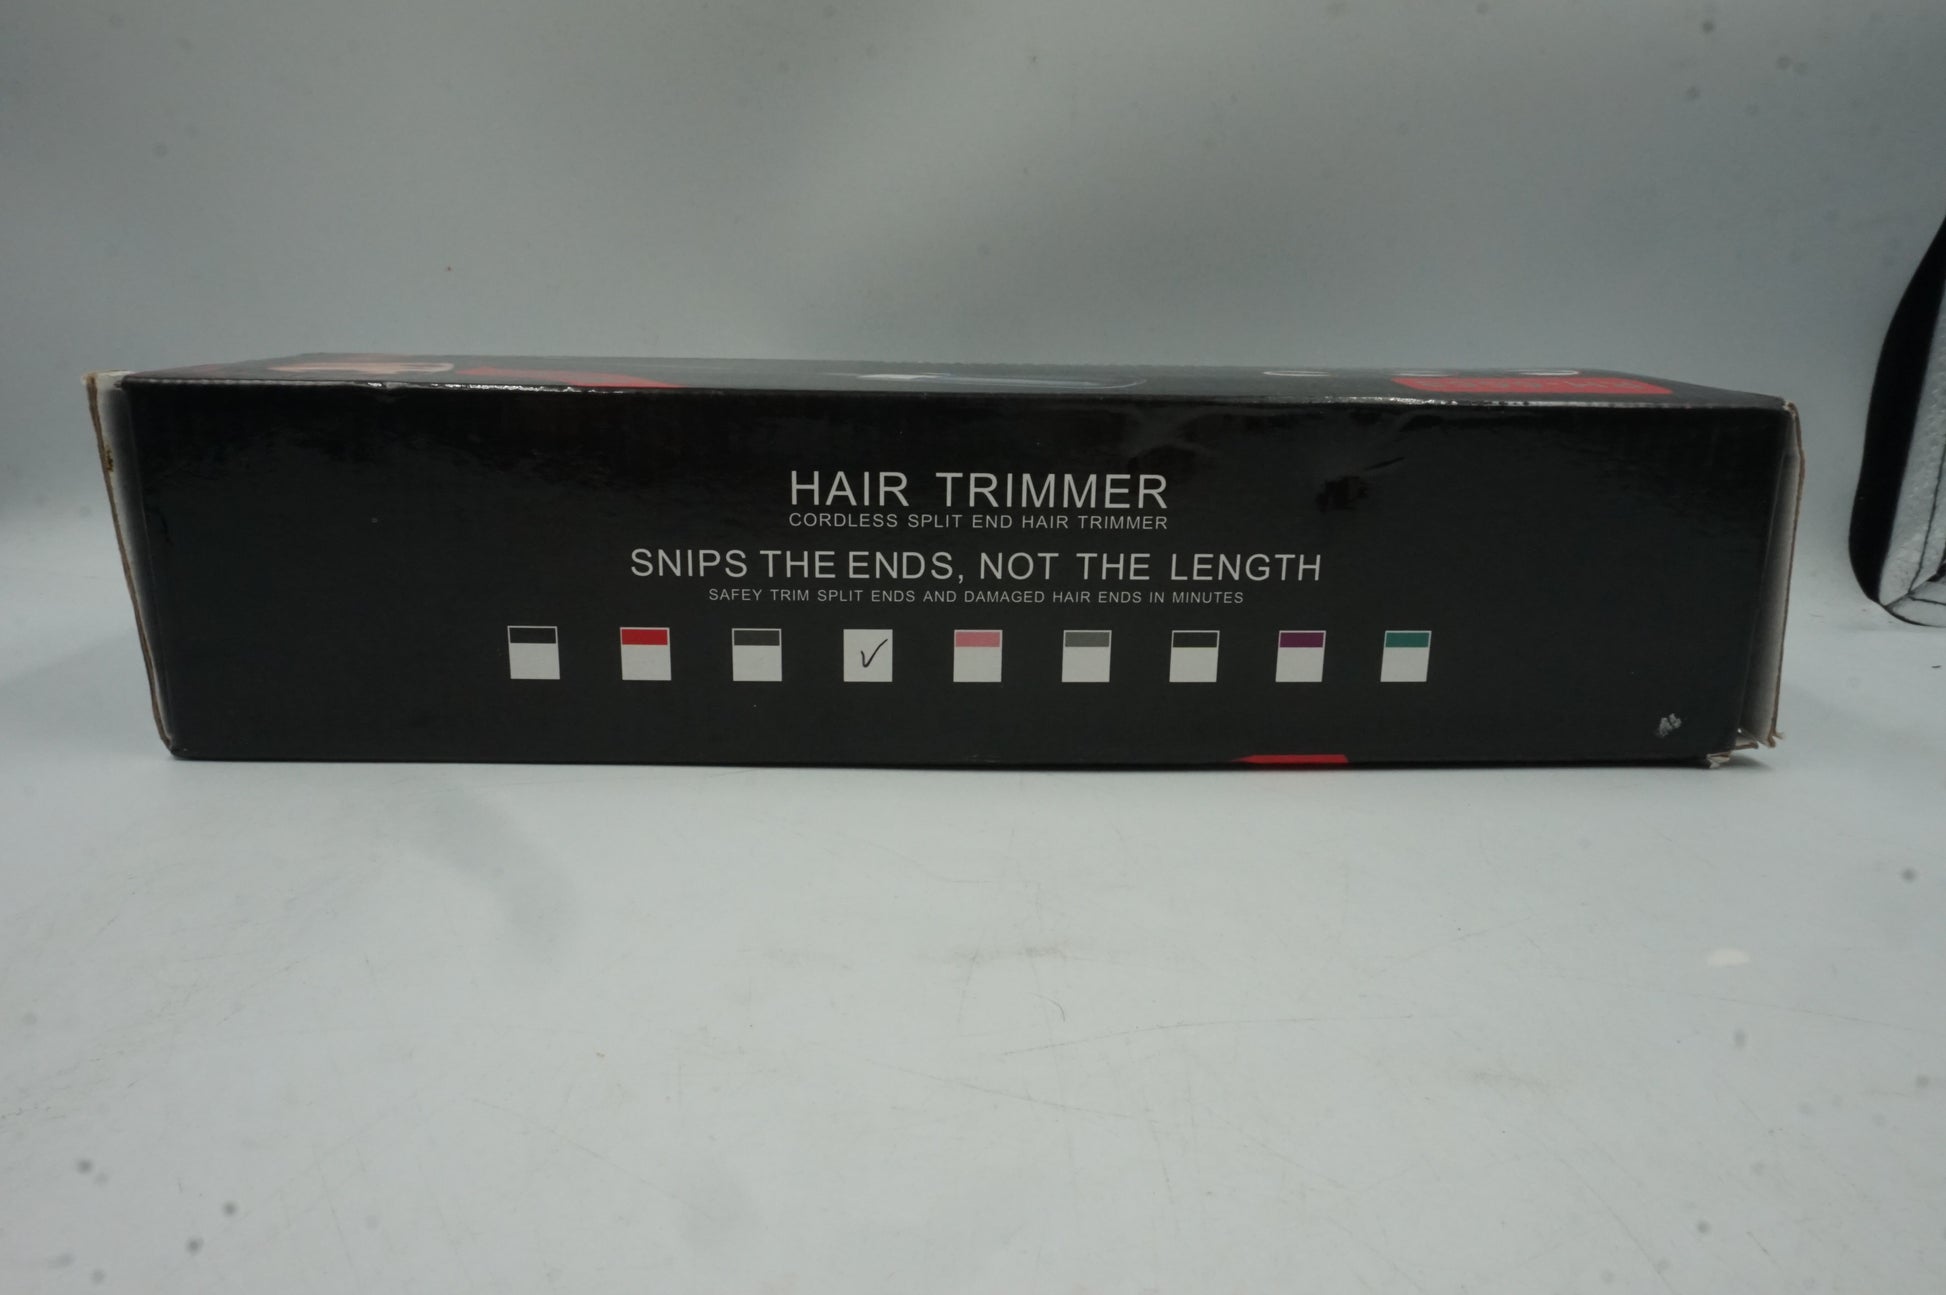 HAIR TRIMMER
CORDLESS SPLIT END HAIR TRIMMER
SNIPS THE ENDS, NOT THE LENGTH
SAFEY TRIM SPLIT ENDS AND DAMAGED HAIR ENDS IN MINUTES